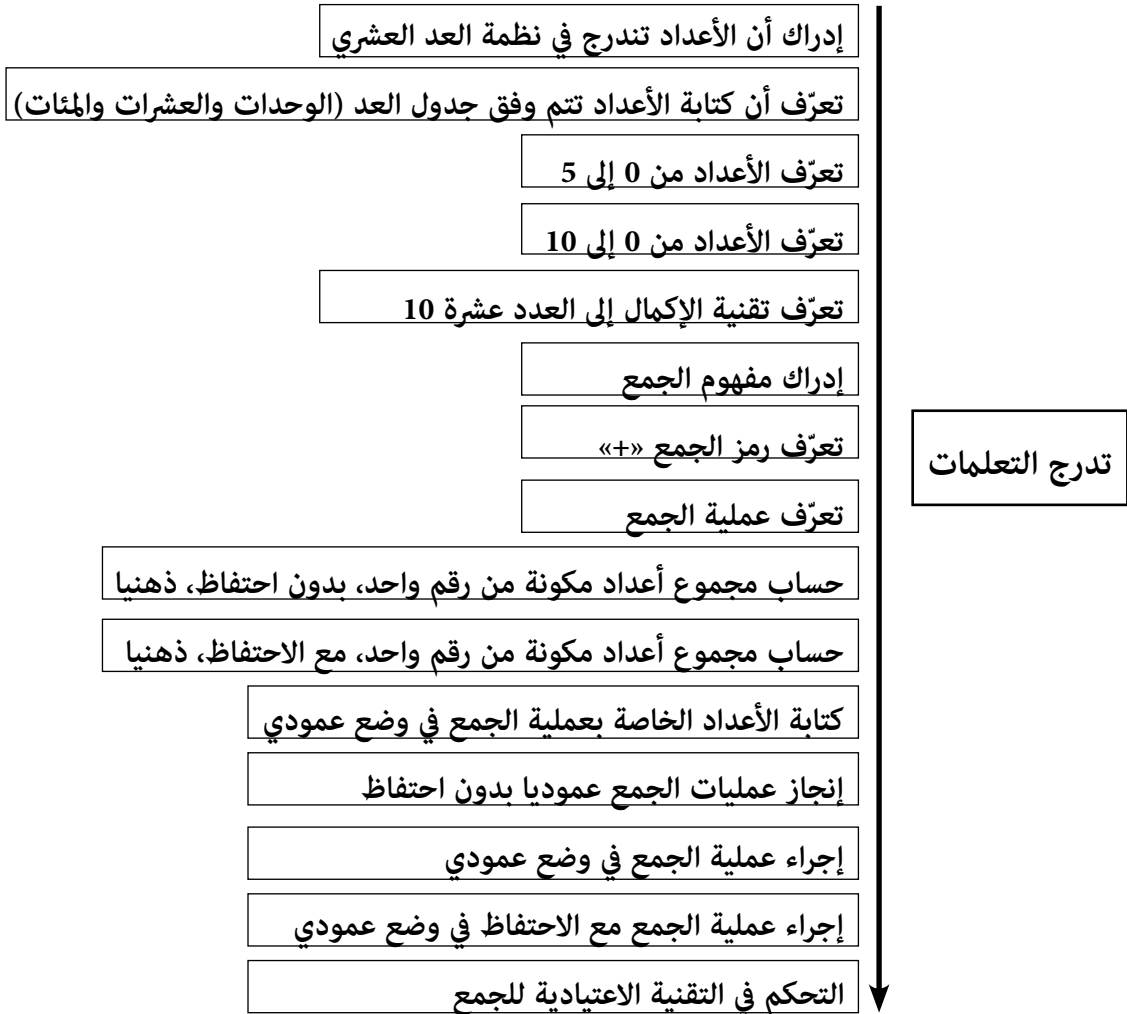 إدراك أن الأعداد تندرج في نظمة العد العشري
تعرّف أن كتابة الأعداد تتم وفق جدول العد (الوحدات والعشرات والمئات)
تعرّف الأعداد من 0 إلى 5
تعرّف الأعداد من 0 إلى 10
تعرّف تقنية الإكمال إلى العدد عشرة 10
إدراك مفهوم الجمع
تعرّف رمز الجمع «+»
تدرج التعلمات
تعرّف عملية الجمع
حساب مجموع أعداد مكونة من رقم واحد، بدون احتفاظ، ذهنيا
حساب مجموع أعداد مكونة من رقم واحد، مع الاحتفاظ، ذهنيا
كتابة الأعداد الخاصة بعملية الجمع في وضع عمودي
إنجاز عمليات الجمع عموديا بدون احتفاظ
إجراء عملية الجمع في وضع عمودي
إجراء عملية الجمع مع الاحتفاظ في وضع عمودي
التحكم في التقنية الاعتيادية للجمع